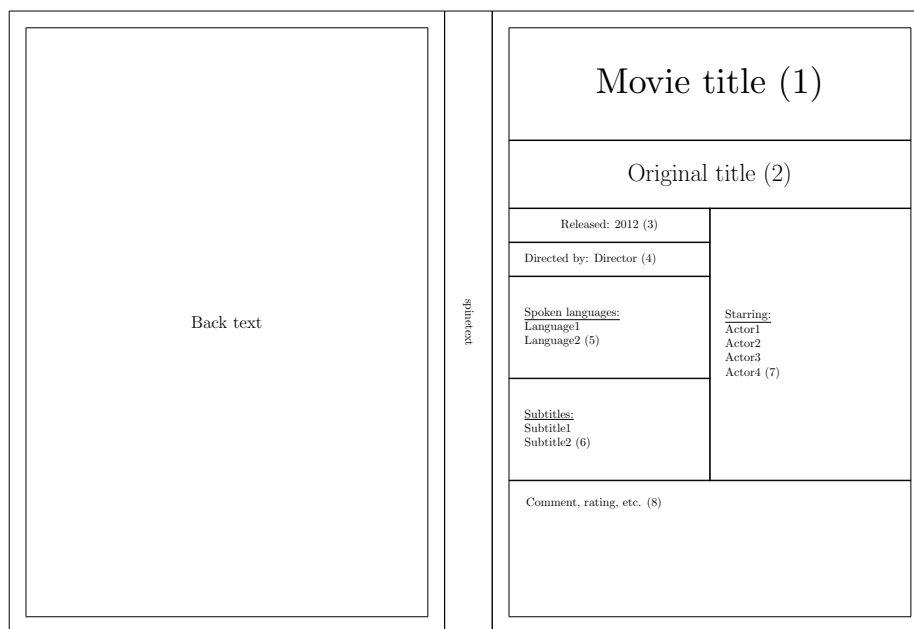 Back text
spinetext
Movie title (1)
Original title (2)
Released: 2012 (3)
Directed by: Director (4)
Spoken languages:
Language1
Language2 (5)
Subtitles:
Subtitle1
Subtitle2 (6)
Starring:
Actor1
Actor2
Actor3
Actor4 (7)
Comment, rating, etc. (8)